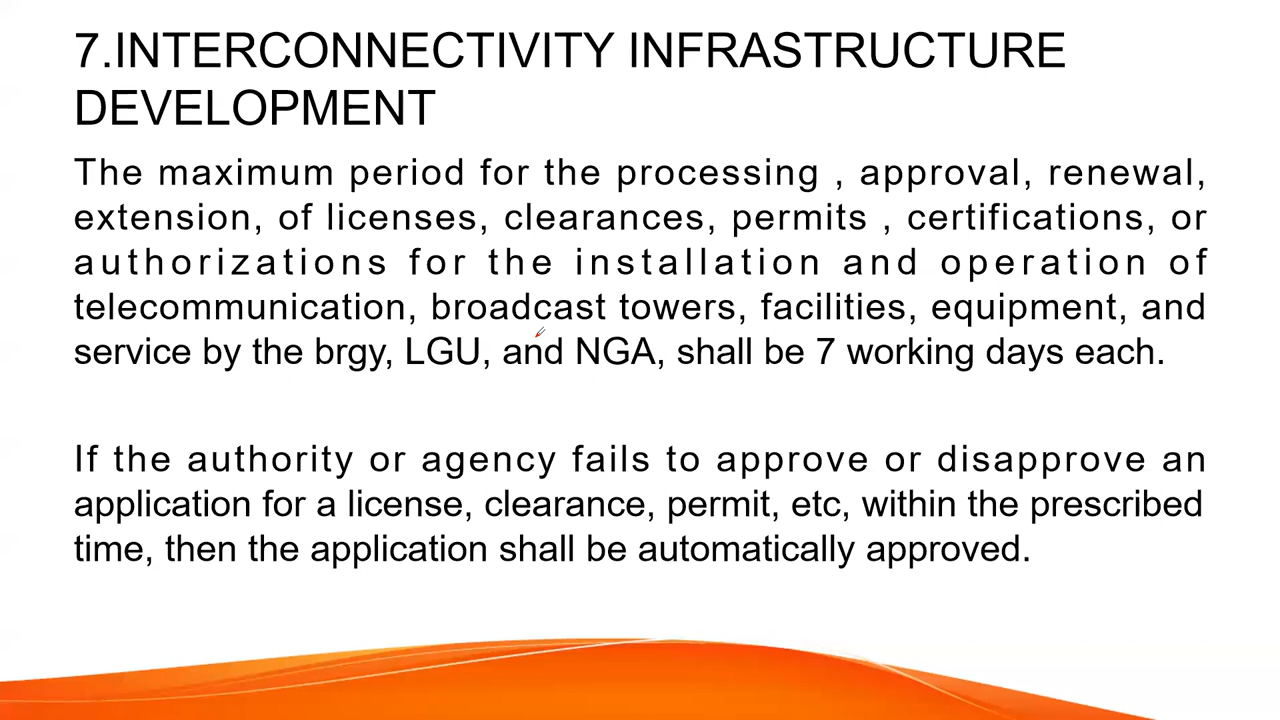 7.INTERCONNECTIVITY INFRASTRUCTURE
DEVELOPMENT
The maximum period for the processing , approval, renewal,
extension, of licenses, clearances, permits , certifications, or
authorizations for the installation and operation of
telecommunication, broadcast towers, facilities, equipment, and
service by the brgy, LGU, and NGA, shall be 7 working days each.
If the authority or agency fails to approve or disapprove an
application for a license, clearance, permit, etc, within the prescribed
time, then the application shall be automatically approved.